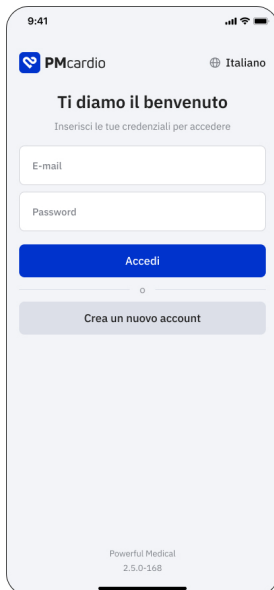 9:41
PMcardio
Italiano
Ti diamo il benvenuto
Inserisci le tue credenziali per accedere
E-mail
Password
Accedi
o
Crea un nuovo account
Powerful Medical
2.5.0-168